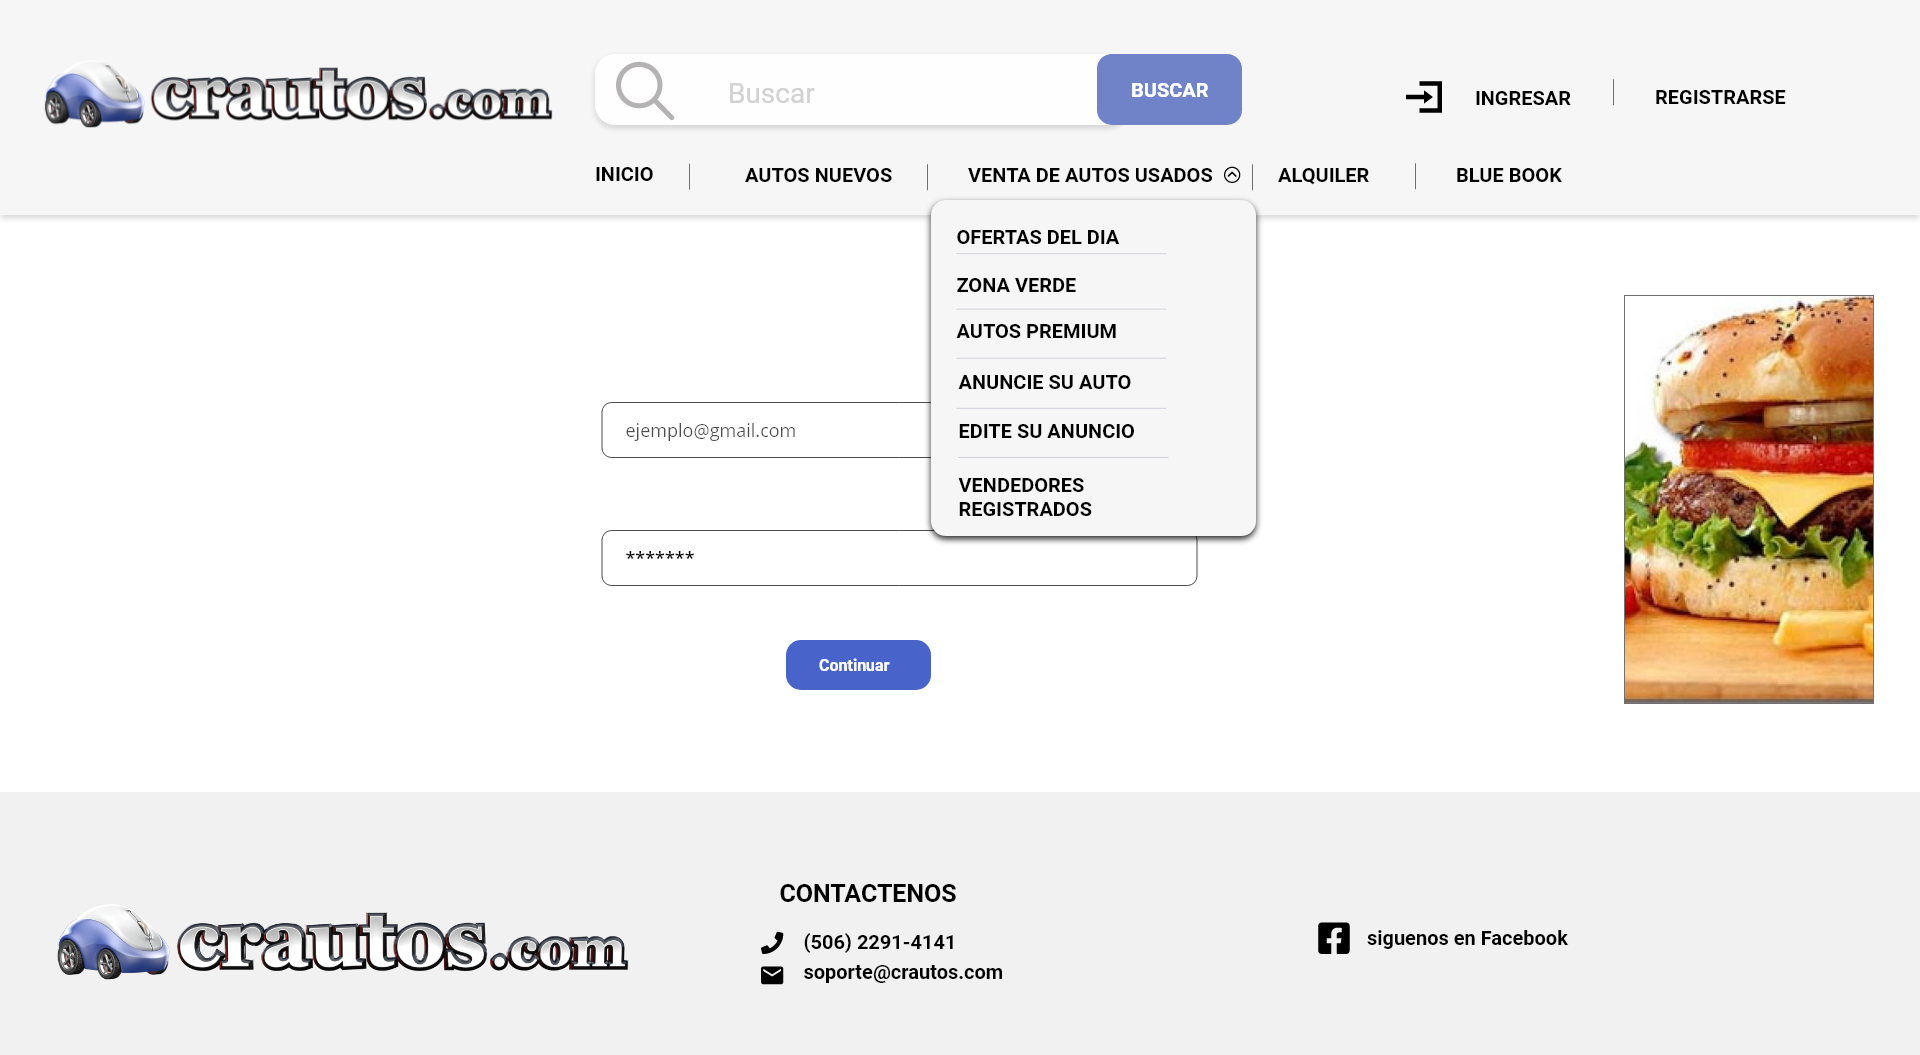 crautos.com
Buscar
BUSCAR
INGRESAR
REGISTRARSE
INICIO
AUTOS NUEVOS
VENTA DE AUTOS USADOS
ALQUILER
BLUE BOOK
OFERTAS DEL DIA
ZONA VERDE
AUTOS PREMIUM
ANUNCIE SU AUTO
EDITE SU ANUNCIO
VENDEDORES
REGISTRADOS
ejemplo@gmail.com
*******
Continuar
crautos.com
CONTACTENOS
(506) 2291-4141
soporte@crautos.com
siguenos en Facebook